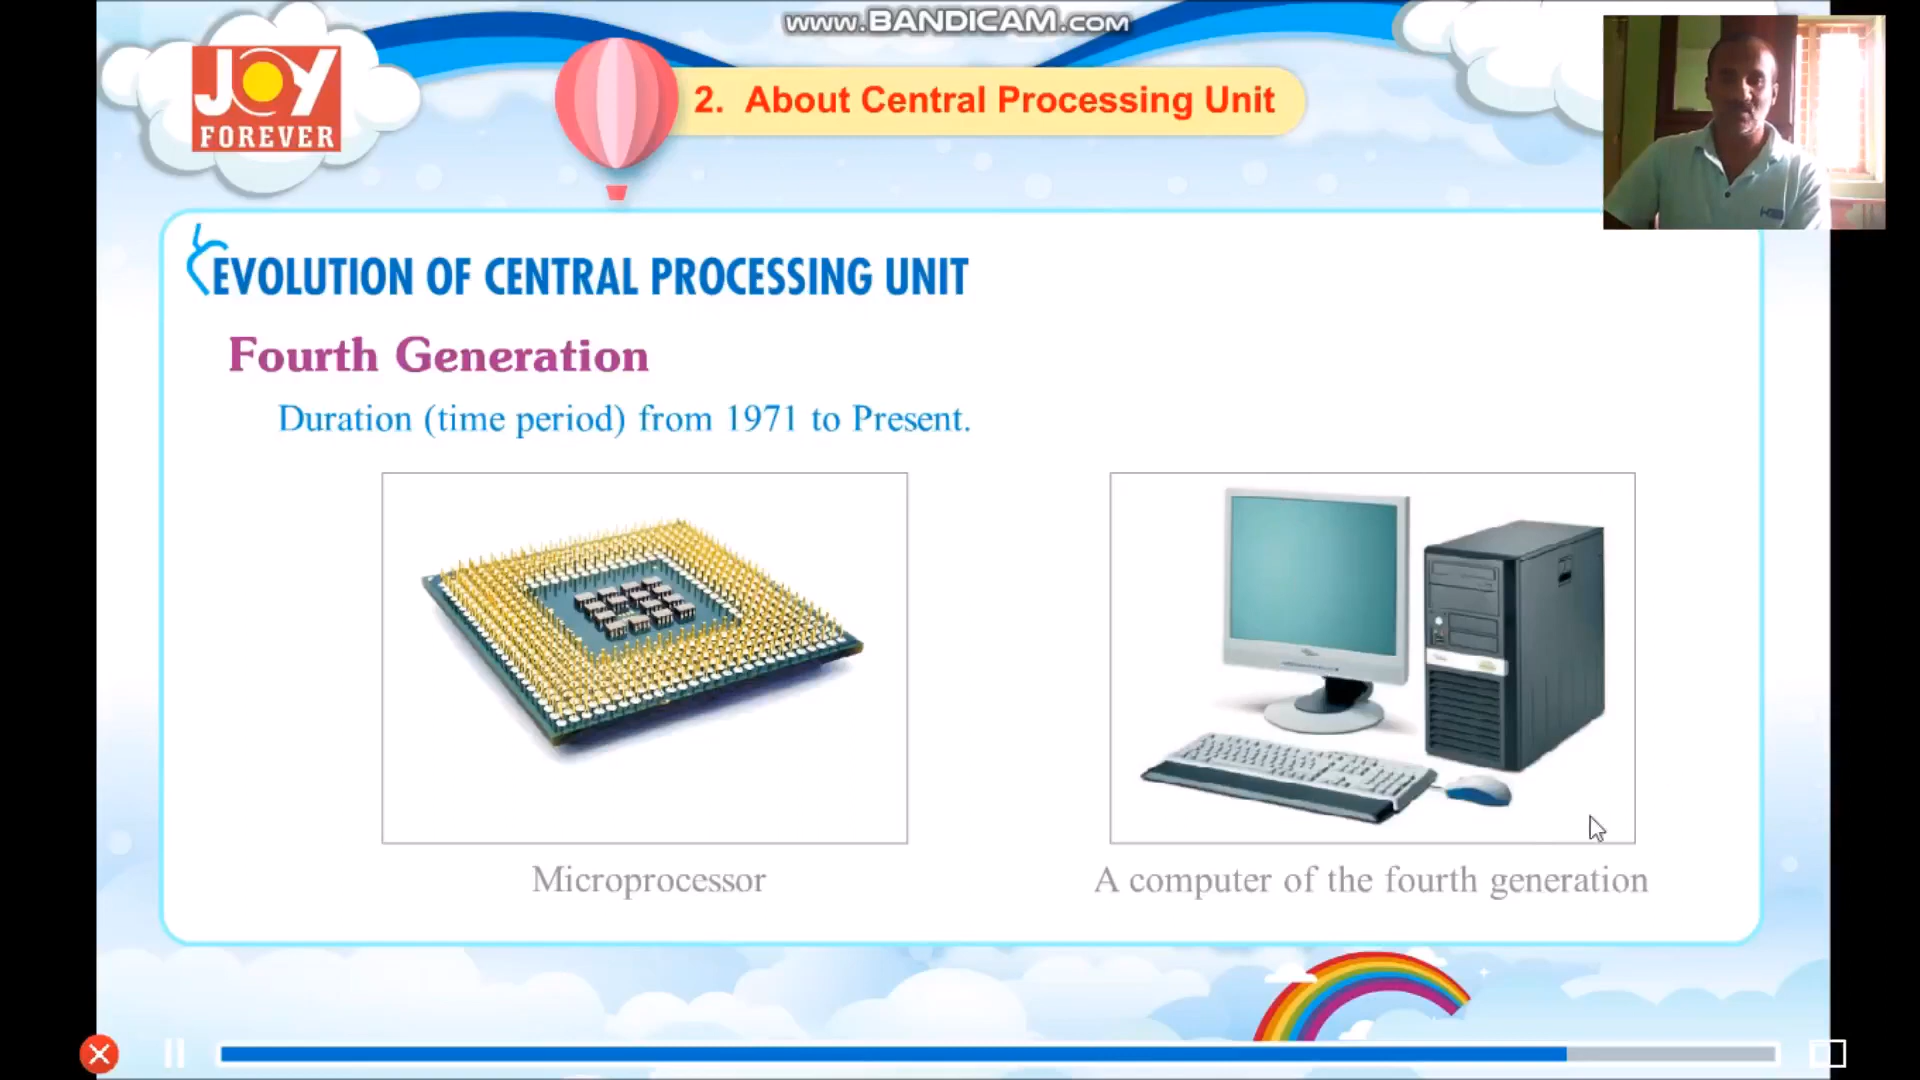 www.BANDICAM.com
JOY
FOREVER
2. About Central Processing Unit
EVOLUTION OF CENTRAL PROCESSING UNIT
Fourth Generation
Duration (time period) from 1971 to Present.
Microprocessor
A computer of the fourth generation